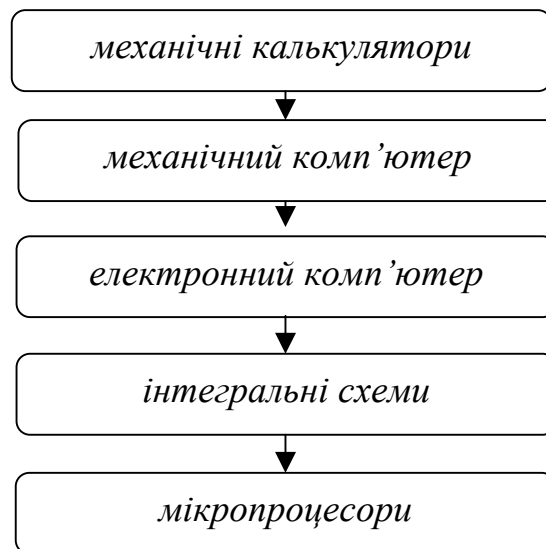 механічні калькулятори
механічний комп’ютер
електронний комп’ютер
інтегральні схеми
мікропроцесори